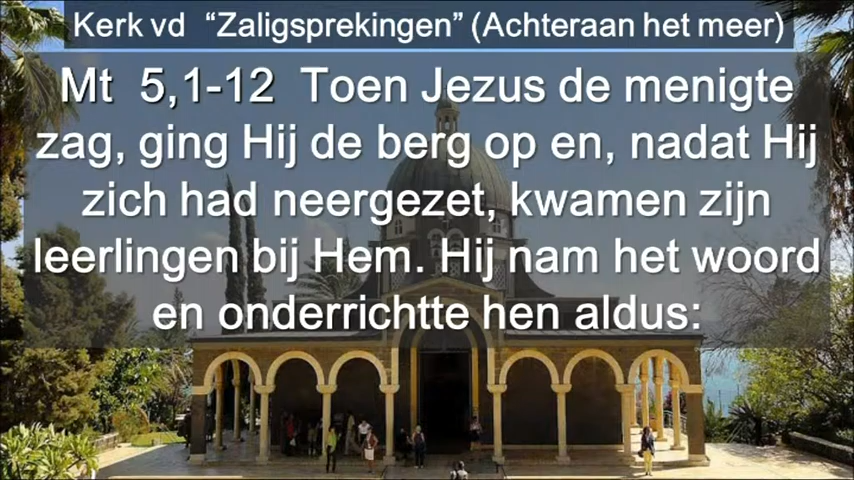 Kerk vd “Zaligsprekingen” (Achteraan het meer)
Mt 5,1-12 Toen Jezus de menigte
zag, ging Hij de berg op en, nadat Hij
zich had neergezet, kwamen zijn
leerlingen bij Hem. Hij nam het woord
en onderrichtte hen aldus: